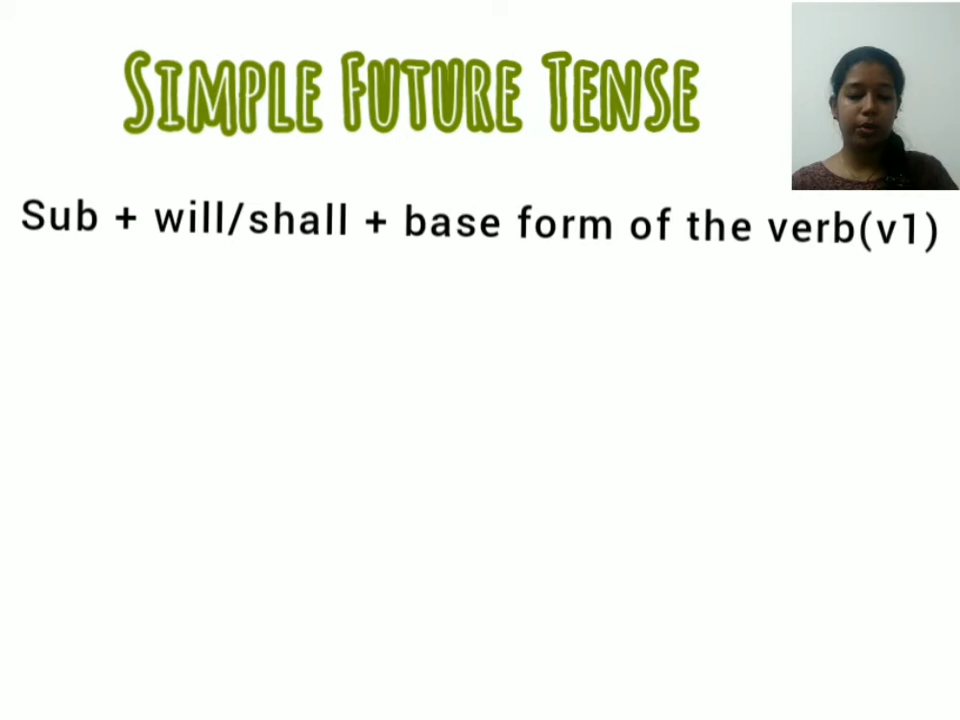 Simple Future Tense
Sub + will/shall + base form of the verb(v1)